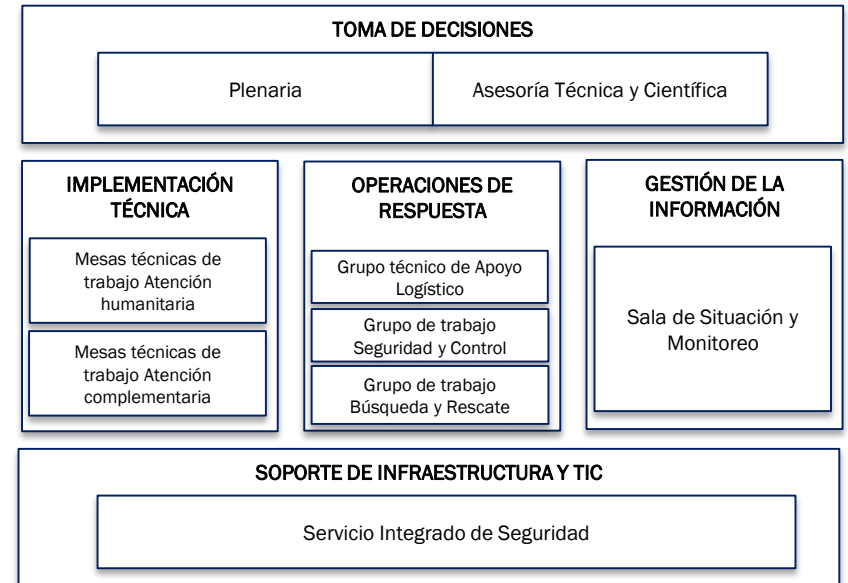 TOMA DE DECISIONES
Plenaria
Asesoría Técnica y Científica
IMPLEMENTACIÓN
TÉCNICA
Mesas técnicas de
trabajo Atención
humanitaria
Mesas técnicas de
trabajo Atención
complementaria
OPERACIONES DE
RESPUESTA
Grupo técnico de Apoyo
Logístico
Grupo de trabajo
Seguridad y Control
Grupo de trabajo
Búsqueda y Rescate
GESTIÓN DE LA
INFORMACIÓN
Sala de Situación y
Monitoreo
SOPORTE DE INFRAESTRUCTURA Y TIC
Servicio Integrado de Seguridad